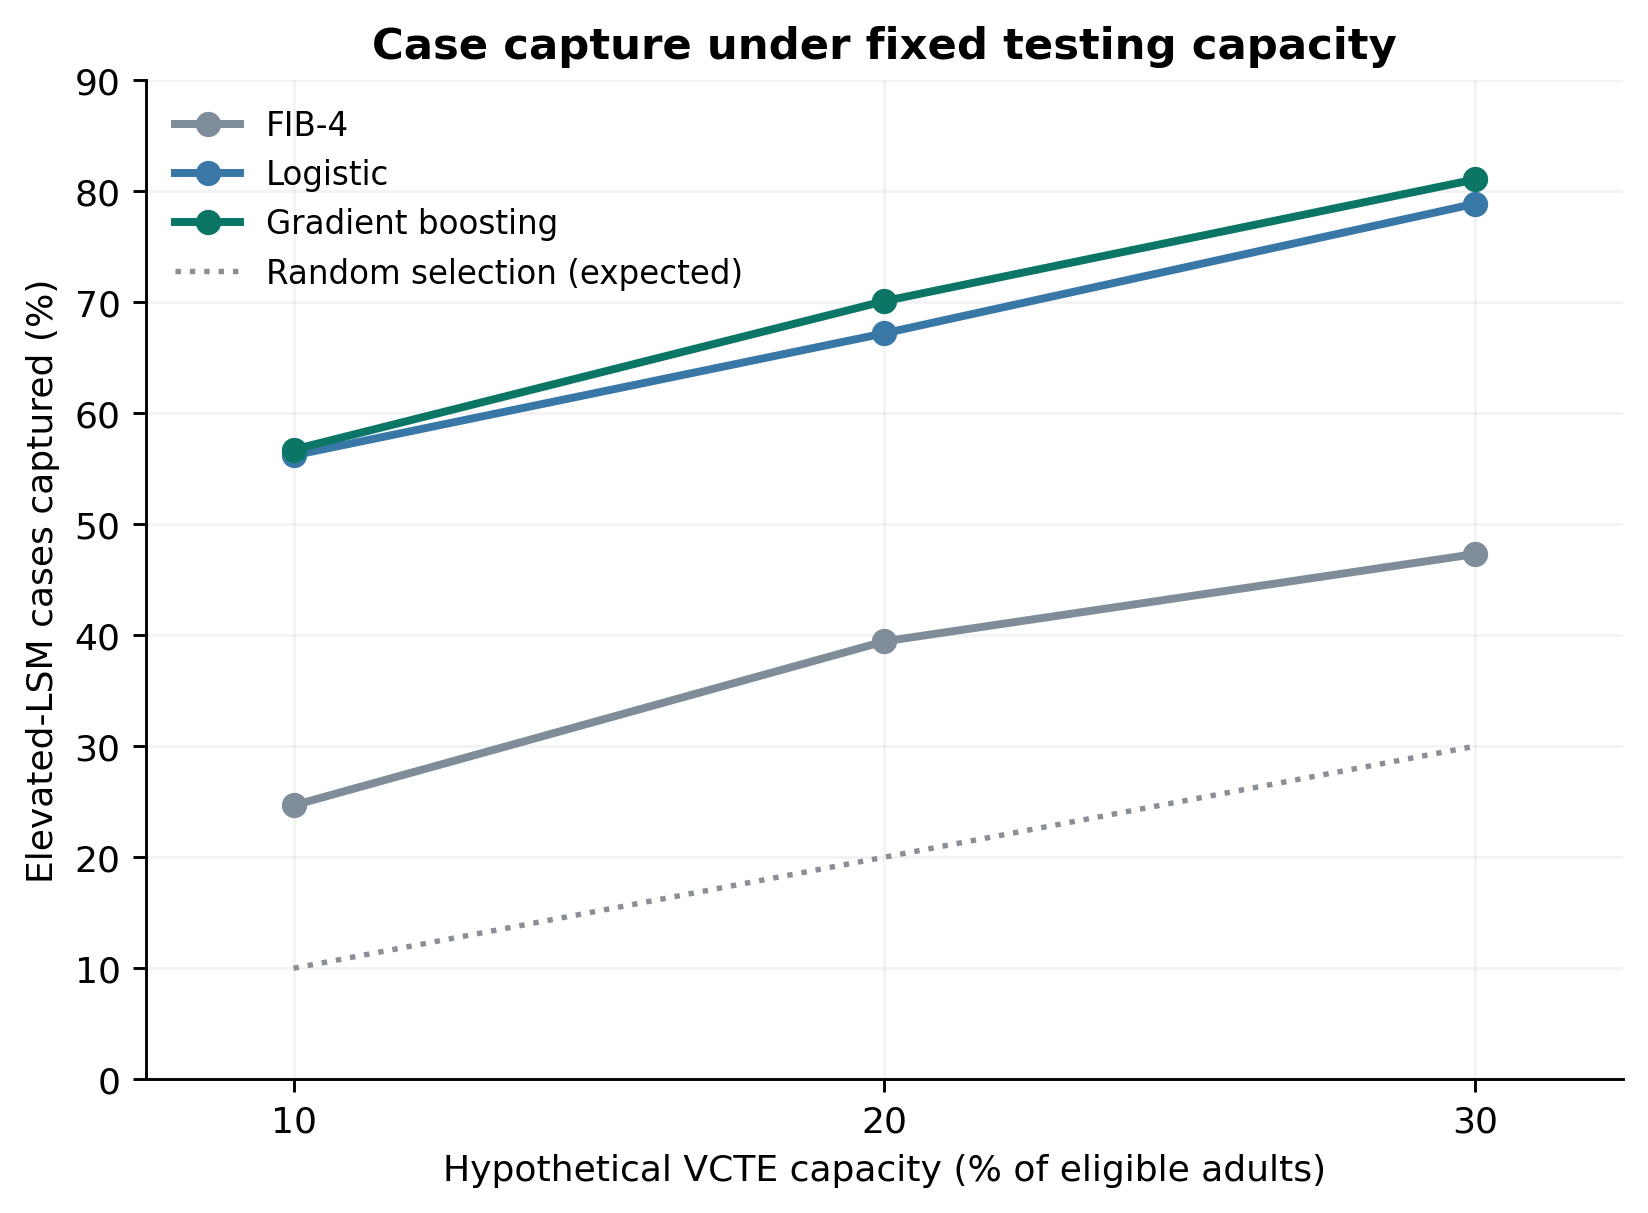 Case capture under fixed testing capacity
90
80
70
60
50
40
30
20
10
0
Elevated-LSM cases captured (%)
FIB-4
Logistic
Gradient boosting
Random selection (expected)
10 20 30
Hypothetical VCTE capacity (% of eligible adults)